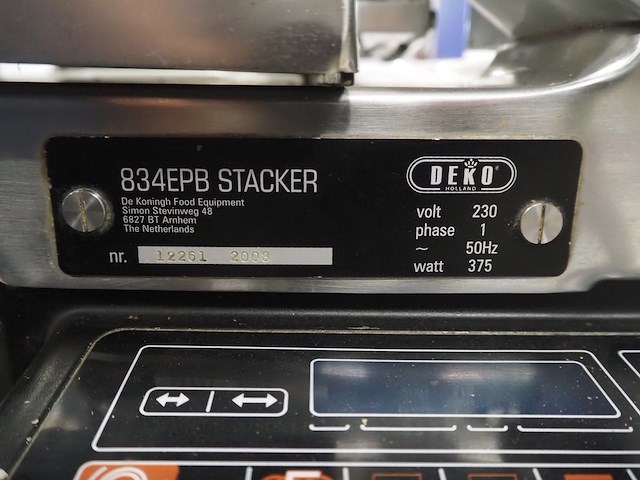 834EPB STACKER
De Koningh Food Equipment
Simon Stevinweg 48
6827 BT Arnhem
The Netherlands
nr. 12261 2003
DEKO
HOLLAND
volt 230
phase 1
~ 50Hz
watt 375